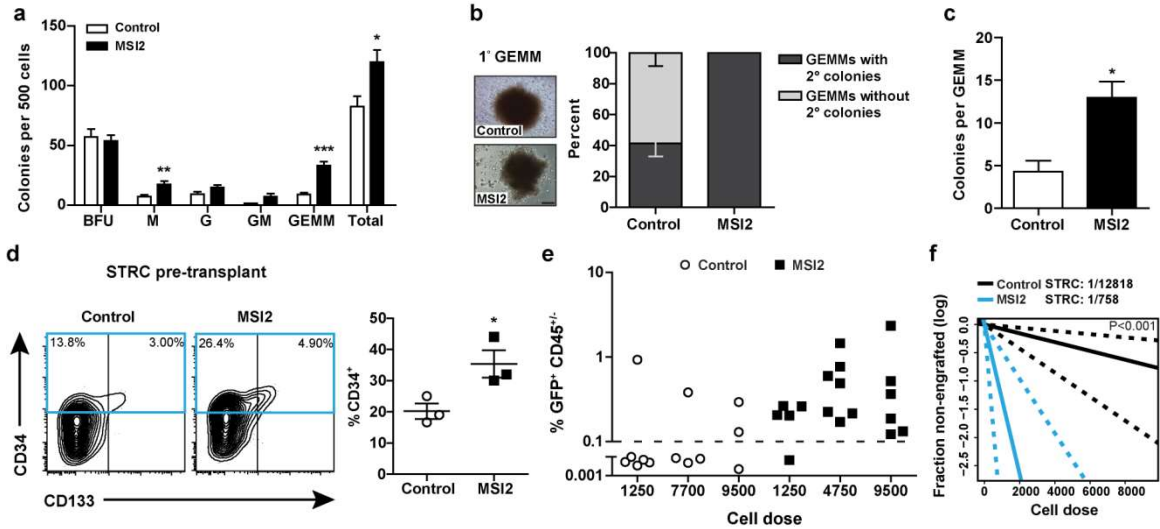 a
Control
MSI2
Colonies per 500 cells
150
100
50
0
BFU M G GM GEMM Total
** *** *
b
1° GEMM
Control
MSI2
Percent
100
80
60
40
20
0
Control MSI2
GEMMs with
2° colonies
GEMMs without
2° colonies
c
Colonies per GEMM
20
15
10
5
0
*
Control MSI2
d
STRC pre-transplant
Control MSI2
13.8% 3.00% 26.4% 4.90%
CD34
CD133
% CD34+
50
40
30
20
10
0
*
Control MSI2
e
Control MSI2
% GFP+ CD45+/-
10
1
0.1
0.001
1250 7700 9500 1250 4750 9500
Cell dose
f
Control STRC: 1/12818
MSI2 STRC: 1/758
P<0.001
Fraction non-engrafted (log)
0.0
−0.5
−1.0
−1.5
−2.0
−2.5
0 2000 4000 6000 8000
Cell dose